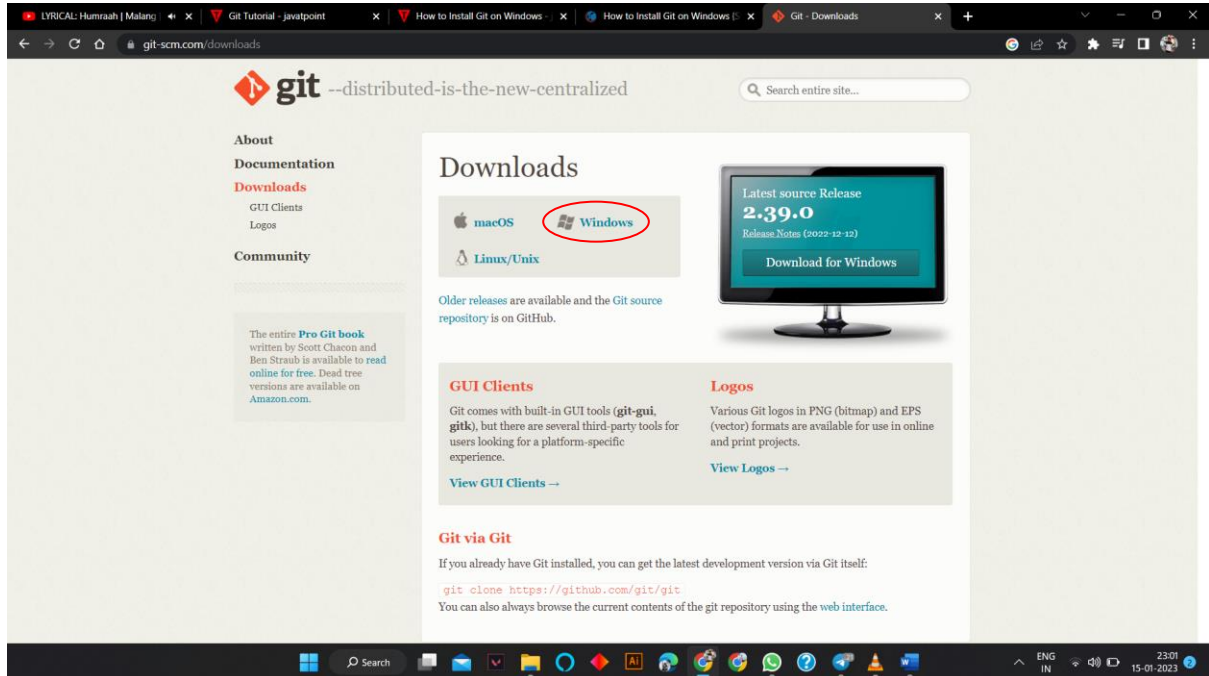 LYRICAL: Humraah | Malang
Git Tutorial - javatpoint
How to Install Git on Windows -
How to Install Git on Windows [
Git - Downloads
git-scm.com/downloads
git --distributed-is-the-new-centralized
Search entire site...
About
Documentation
Downloads
GUI Clients
Logos
Community
The entire Pro Git book
written by Scott Chacon and
Ben Straub is available to read
online for free. Dead tree
versions are available on
Amazon.com.
Downloads
macOS
Windows
Linux/Unix
Older releases are available and the Git source
repository is on GitHub.
Latest source Release
2.39.0
Release Notes (2022-12-12)
Download for Windows
GUI Clients
Git comes with built-in GUI tools (git-gui,
gitk), but there are several third-party tools for
users looking for a platform-specific
experience.
View GUI Clients →
Logos
Various Git logos in PNG (bitmap) and EPS
(vector) formats are available for use in online
and print projects.
View Logos →
Git via Git
If you already have Git installed, you can get the latest development version via Git itself:
git clone https://github.com/git/git
You can also always browse the current contents of the git repository using the web interface.
Search
Ai
ENG
IN
23:01
15-01-2023
2